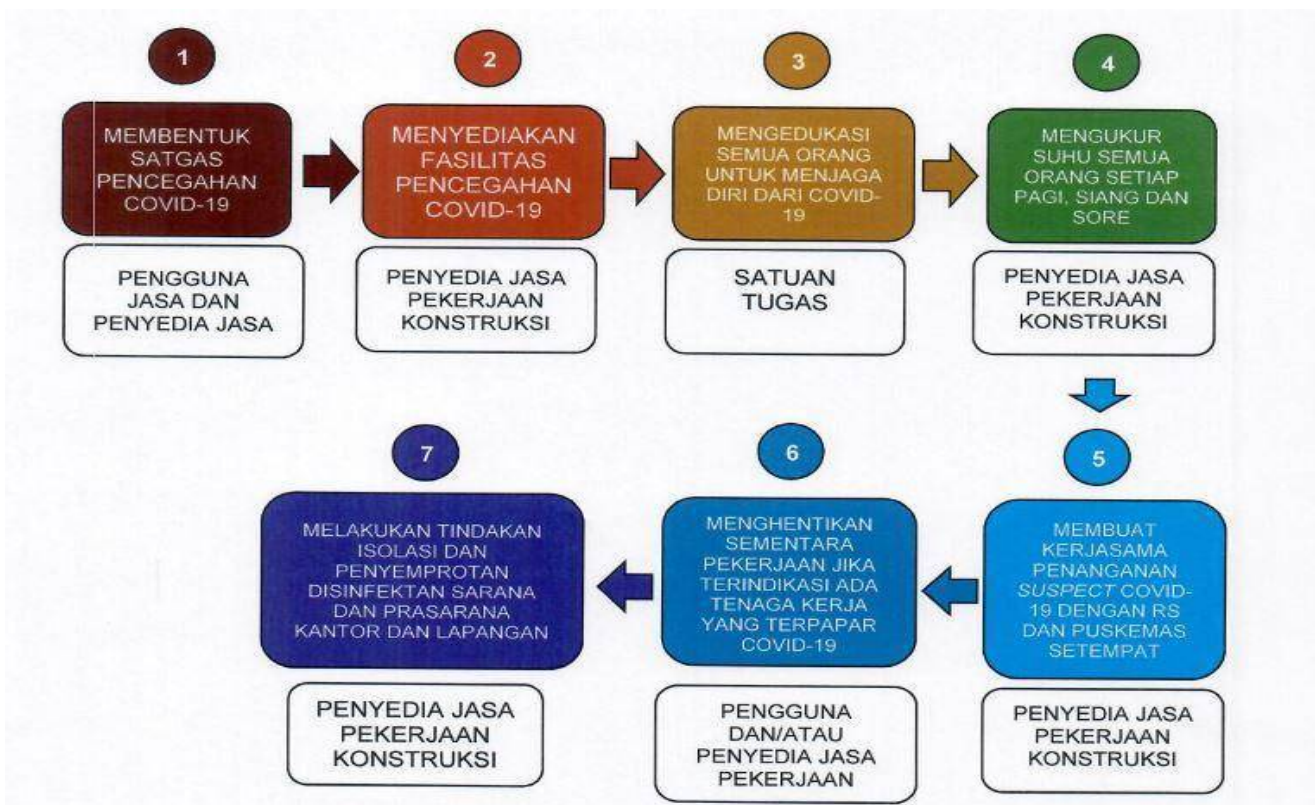 1
MEMBENTUK
SATGAS
PENCEGAHAN
COVID-19
PENGGUNA
JASA DAN
PENYEDIA JASA
2
MENYEDIAKAN
FASILITAS
PENCEGAHAN
COVID-19
PENYEDIA JASA
PEKERJAAN
KONSTRUKSI
3
MENGEDUKASI
SEMUA ORANG
UNTUK MENJAGA
DIRI DARI COVID-
19
SATUAN
TUGAS
4
MENGUKUR
SUHU SEMUA
ORANG SETIAP
PAGI, SIANG DAN
SORE
PENYEDIA JASA
PEKERJAAN
KONSTRUKSI
5
MEMBUAT
KERJASAMA
PENANGANAN
SUSPECT COVID-
19 DENGAN RS
DAN PUSKEMAS
SETEMPAT
PENYEDIA JASA
PEKERJAAN
KONSTRUKSI
6
MENGHENTIKAN
SEMENTARA
PEKERJAAN JIKA
TERINDIKASI ADA
TENAGA KERJA
YANG TERPAPAR
COVID-19
PENGGUNA
DAN/ATAU
PENYEDIA JASA
PEKERJAAN
7
MELAKUKAN TINDAKAN
ISOLASI DAN
PENYEMPROTAN
DISINFEKTAN SARANA
DAN PRASARANA
KANTOR DAN LAPANGAN
PENYEDIA JASA
PEKERJAAN
KONSTRUKSI